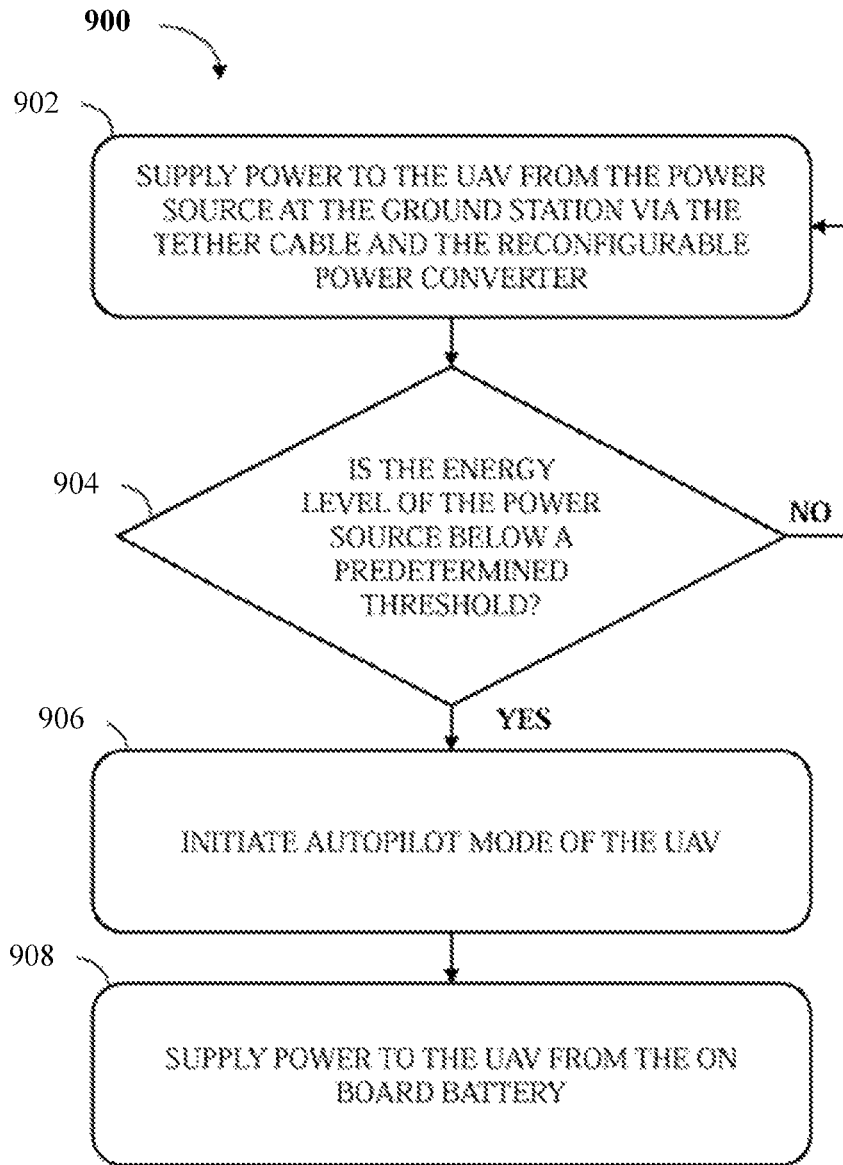 900
902
SUPPLY POWER TO THE UAV FROM THE POWER
SOURCE AT THE GROUND STATION VIA THE
TETHER CABLE AND THE RECONFIGURABLE
POWER CONVERTER
904
IS THE ENERGY
LEVEL OF THE POWER
SOURCE BELOW A
PREDETERMINED
THRESHOLD?
NO
YES
906
INITIATE AUTOPILOT MODE OF THE UAV
908
SUPPLY POWER TO THE UAV FROM THE ON
BOARD BATTERY